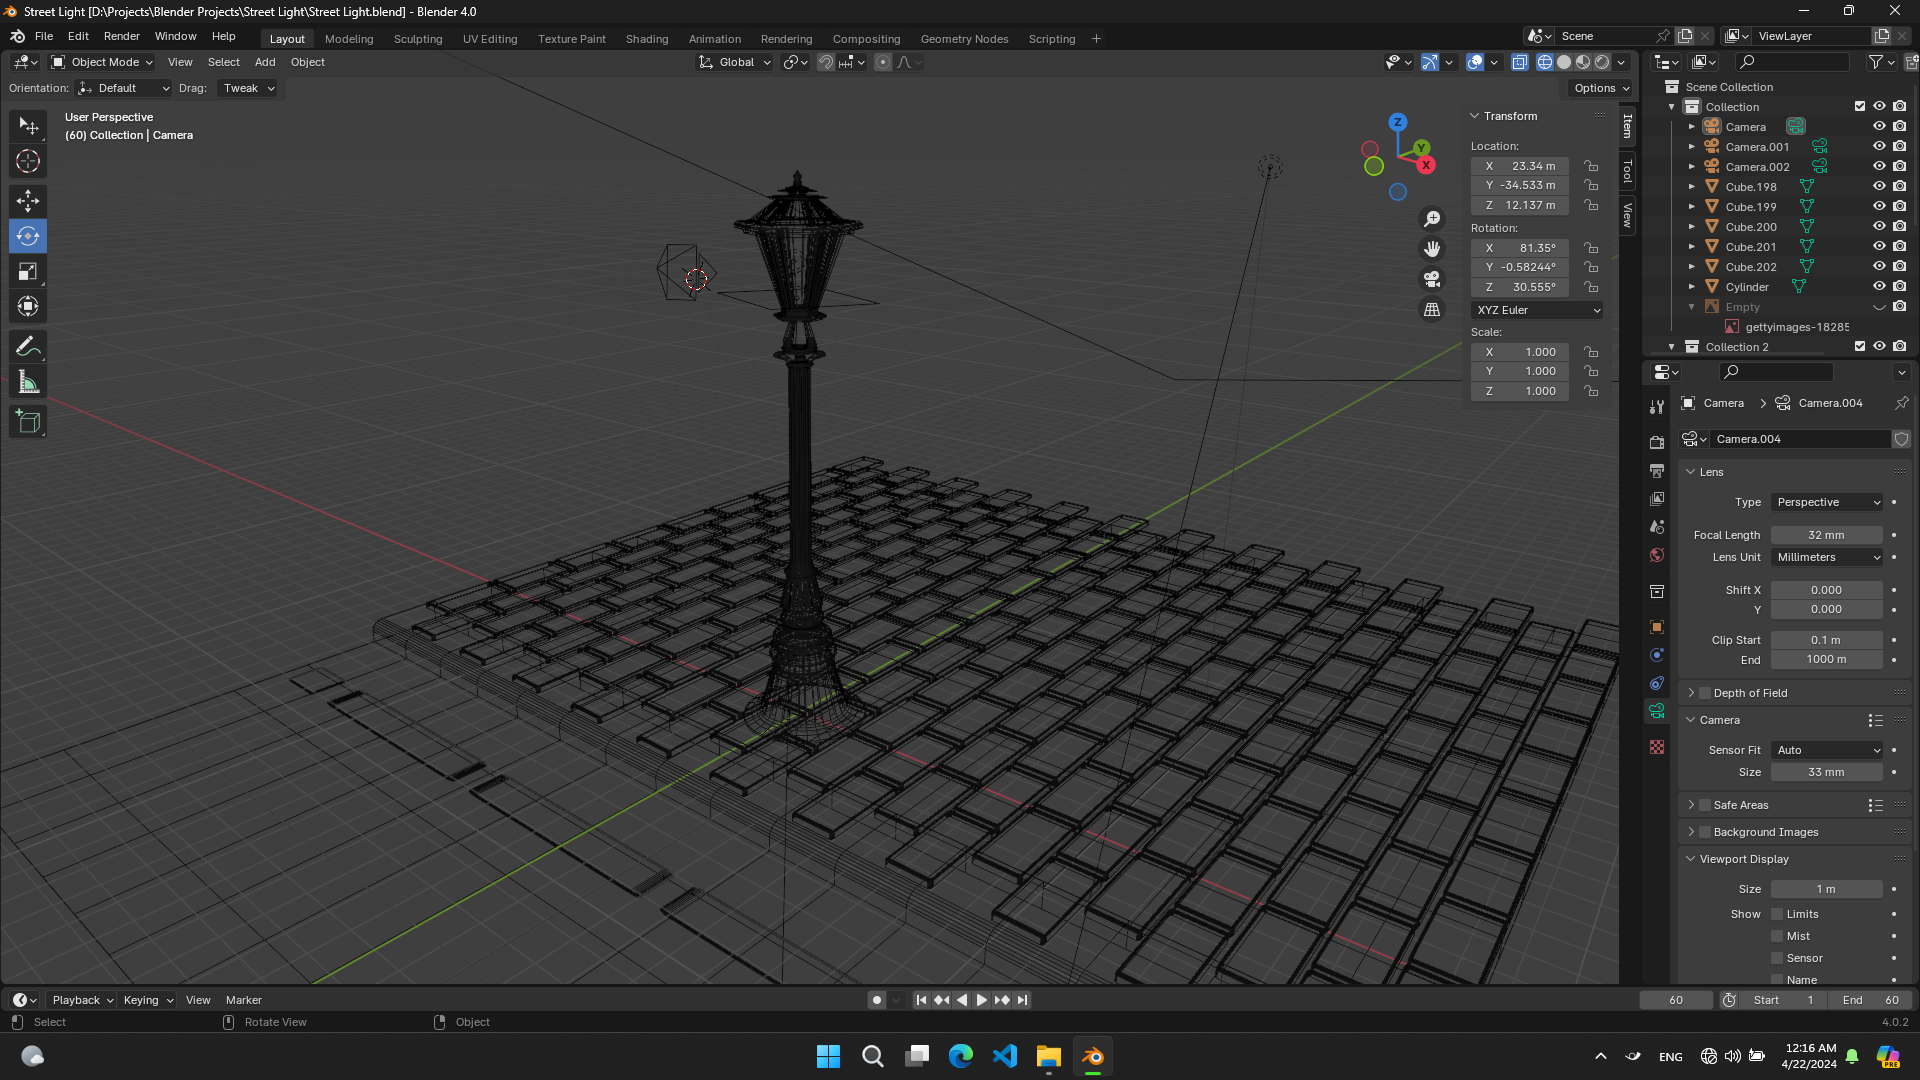 Street Light [D:\Projects\Blender Projects\Street Light\Street Light.blend] - Blender 4.0
File Edit Render Window Help Layout Modeling Sculpting UV Editing Texture Paint Shading Animation Rendering Compositing Geometry Nodes Scripting + Scene ViewLayer
Object Mode View Select Add Object Global
Orientation: Default Drag: Tweak Options
User Perspective
(60) Collection | Camera
Z
Y
X
Transform
Location:
X 23.34 m
Y -34.533 m
Z 12.137 m
Rotation:
X 81.35°
Y -0.58244°
Z 30.555°
XYZ Euler
Scale:
X 1.000
Y 1.000
Z 1.000
Item
Tool
View
Scene Collection
Collection
Camera
Camera.001
Camera.002
Cube.198
Cube.199
Cube.200
Cube.201
Cube.202
Cylinder
Empty
gettyimages-18285
Collection 2
Camera Camera.004
Camera.004
Lens
Type Perspective
Focal Length 32 mm
Lens Unit Millimeters
Shift X 0.000
Y 0.000
Clip Start 0.1 m
End 1000 m
Depth of Field
Camera
Sensor Fit Auto
Size 33 mm
Safe Areas
Background Images
Viewport Display
Size 1 m
Show Limits
Mist
Sensor
Name
Playback Keying View Marker 60 Start 1 End 60
Select Rotate View Object 4.0.2
ENG
12:16 AM
4/22/2024
PRE